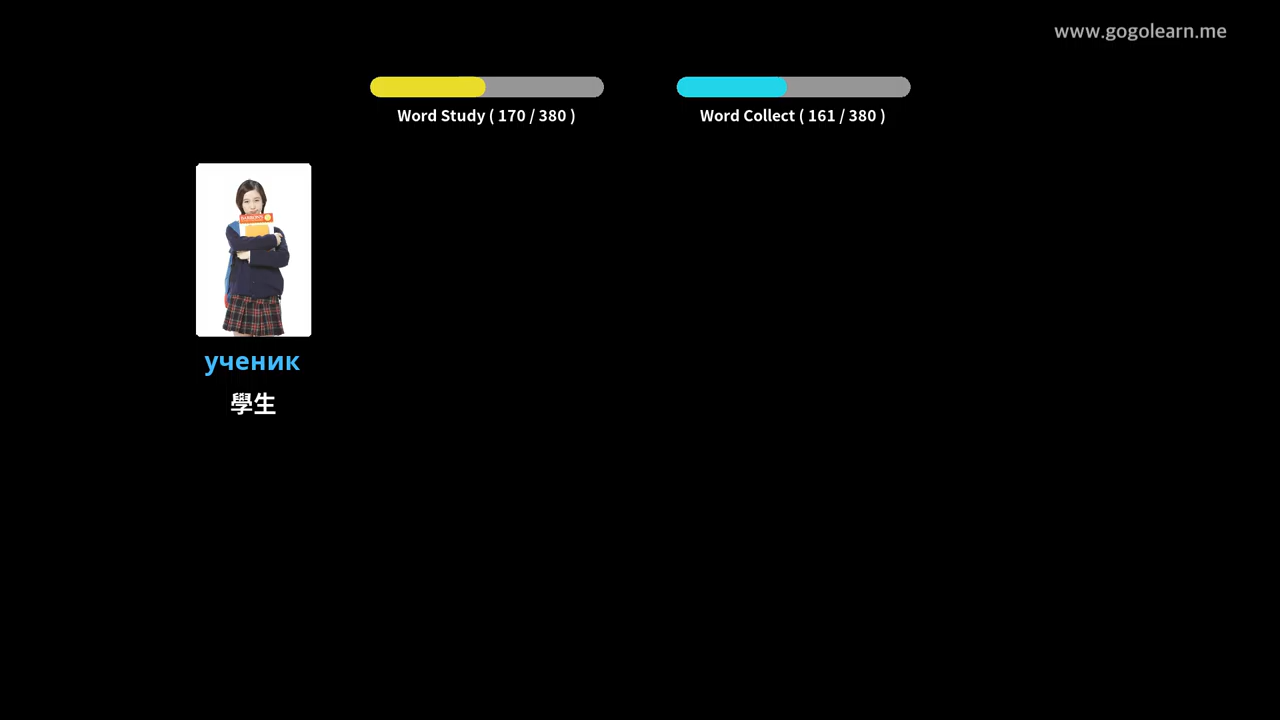 www.gogolearn.me
Word Study ( 170 / 380 )
Word Collect ( 161 / 380 )
ученик
學生